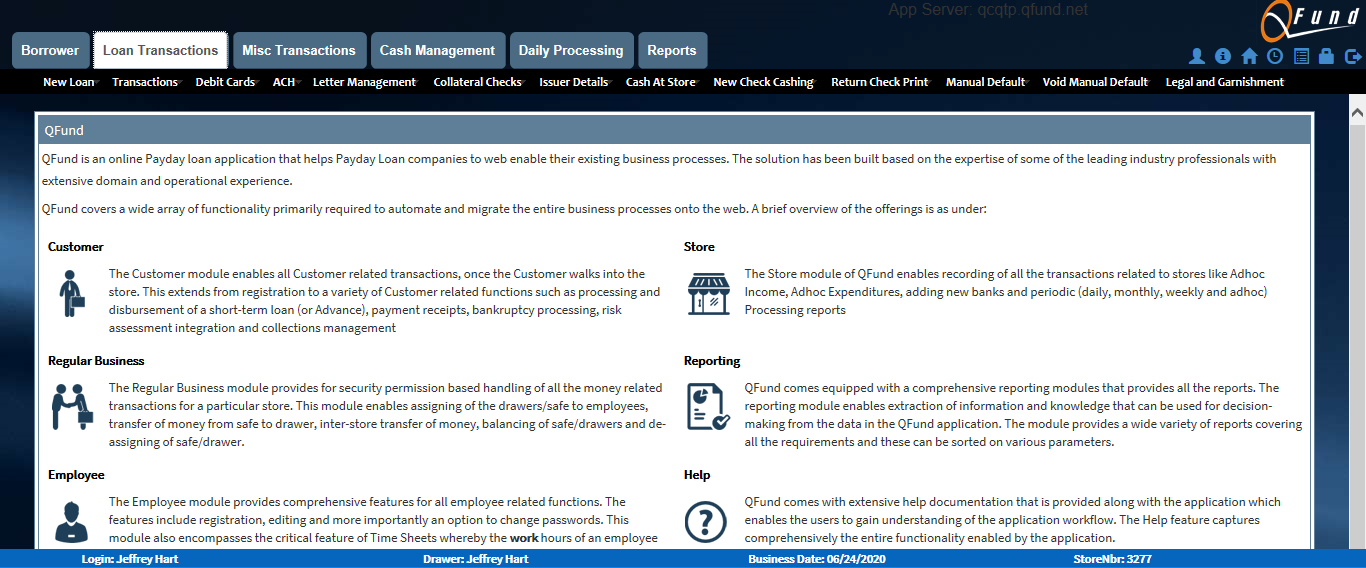 App Server: qcqtp.qfund.net
QFund
Borrower Loan Transactions Misc Transactions Cash Management Daily Processing Reports
New Loan Transactions Debit Cards ACH Letter Management Collateral Checks Issuer Details Cash At Store New Check Cashing Return Check Print Manual Default Void Manual Default Legal and Garnishment
QFund
QFund is an online Payday loan application that helps Payday Loan companies to web enable their existing business processes. The solution has been built based on the expertise of some of the leading industry professionals with
extensive domain and operational experience.
QFund covers a wide array of functionality primarily required to automate and migrate the entire business processes onto the web. A brief overview of the offerings is as under:
Customer
The Customer module enables all Customer related transactions, once the Customer walks into the
store. This extends from registration to a variety of Customer related functions such as processing and
disbursement of a short-term loan (or Advance), payment receipts, bankruptcy processing, risk
assessment integration and collections management
Store
The Store module of QFund enables recording of all the transactions related to stores like Adhoc
Income, Adhoc Expenditures, adding new banks and periodic (daily, monthly, weekly and adhoc)
Processing reports
Regular Business
The Regular Business module provides for security permission based handling of all the money related
transactions for a particular store. This module enables assigning of the drawers/safe to employees,
transfer of money from safe to drawer, inter-store transfer of money, balancing of safe/drawers and de-
assigning of safe/drawer.
Reporting
QFund comes equipped with a comprehensive reporting modules that provides all the reports. The
reporting module enables extraction of information and knowledge that can be used for decision-
making from the data in the QFund application. The module provides a wide variety of reports covering
all the requirements and these can be sorted on various parameters.
Employee
The Employee module provides comprehensive features for all employee related functions. The
features include registration, editing and more importantly an option to change passwords. This
module also encompasses the critical feature of Time Sheets whereby the work hours of an employee
Help
QFund comes with extensive help documentation that is provided along with the application which
enables the users to gain understanding of the application workflow. The Help feature captures
comprehensively the entire functionality enabled by the application.
Login: Jeffrey Hart Drawer: Jeffrey Hart Business Date: 06/24/2020 StoreNbr: 3277